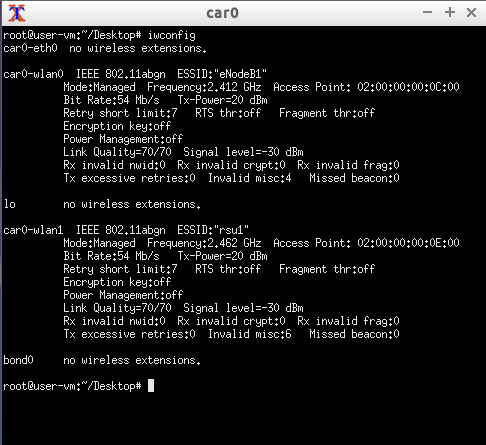 car0
root@user-vm:~/Desktop# iwconfig
car0-eth0  no wireless extensions.
car0-wlan0  IEEE 802.11abgn  ESSID:"eNodeB1"
Mode:Managed  Frequency:2.412 GHz  Access Point: 02:00:00:00:0C:00
Bit Rate:54 Mb/s   Tx-Power=20 dBm
Retry short limit:7   RTS thr:off   Fragment thr:off
Encryption key:off
Power Management:off
Link Quality=70/70  Signal level=-30 dBm
Rx invalid nwid:0  Rx invalid crypt:0  Rx invalid frag:0
Tx excessive retries:0  Invalid misc:4   Missed beacon:0
lo        no wireless extensions.
car0-wlan1  IEEE 802.11abgn  ESSID:"rsu1"
Mode:Managed  Frequency:2.462 GHz  Access Point: 02:00:00:00:0E:00
Bit Rate:54 Mb/s   Tx-Power=20 dBm
Retry short limit:7   RTS thr:off   Fragment thr:off
Encryption key:off
Power Management:off
Link Quality=70/70  Signal level=-30 dBm
Rx invalid nwid:0  Rx invalid crypt:0  Rx invalid frag:0
Tx excessive retries:0  Invalid misc:6   Missed beacon:0
bond0     no wireless extensions.
root@user-vm:~/Desktop#